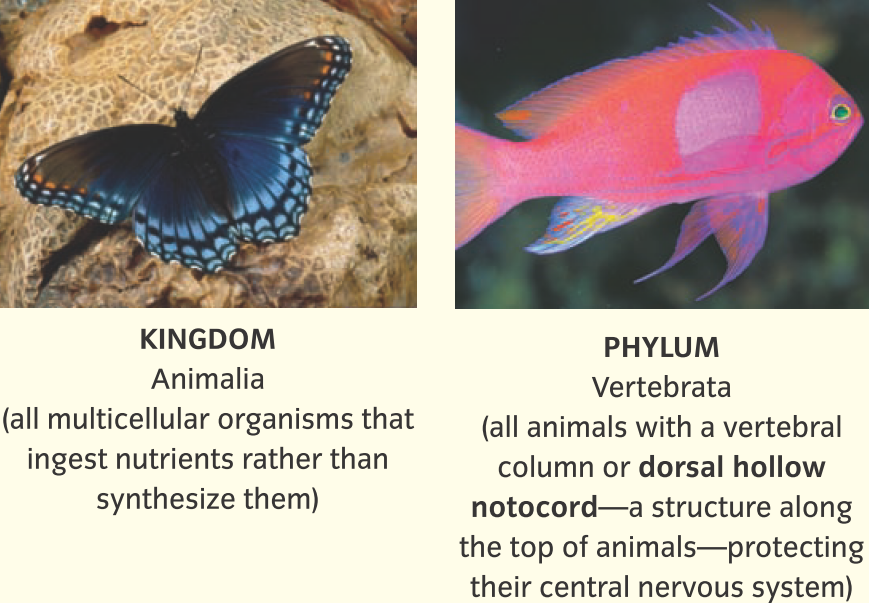 KINGDOM
Animalia
(all multicellular organisms that
ingest nutrients rather than
synthesize them)
PHYLUM
Vertebrata
(all animals with a vertebral
column or dorsal hollow
notocord—a structure along
the top of animals—protecting
their central nervous system)